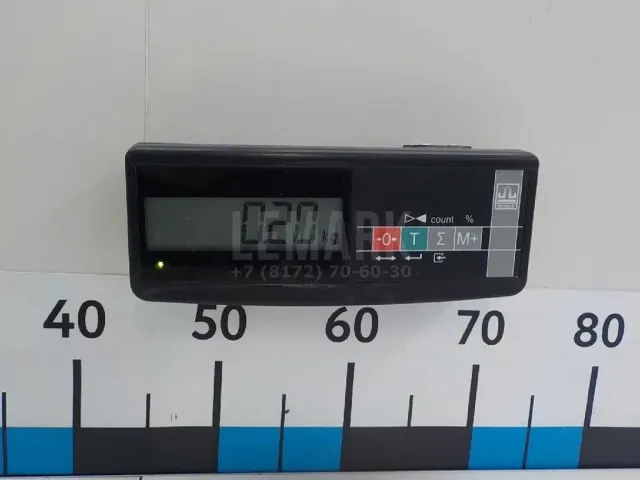 0.20 kg
LEMARK
+7 (8172) 70-60-30
count %
→0← T Σ M+
40 50 60 70 80